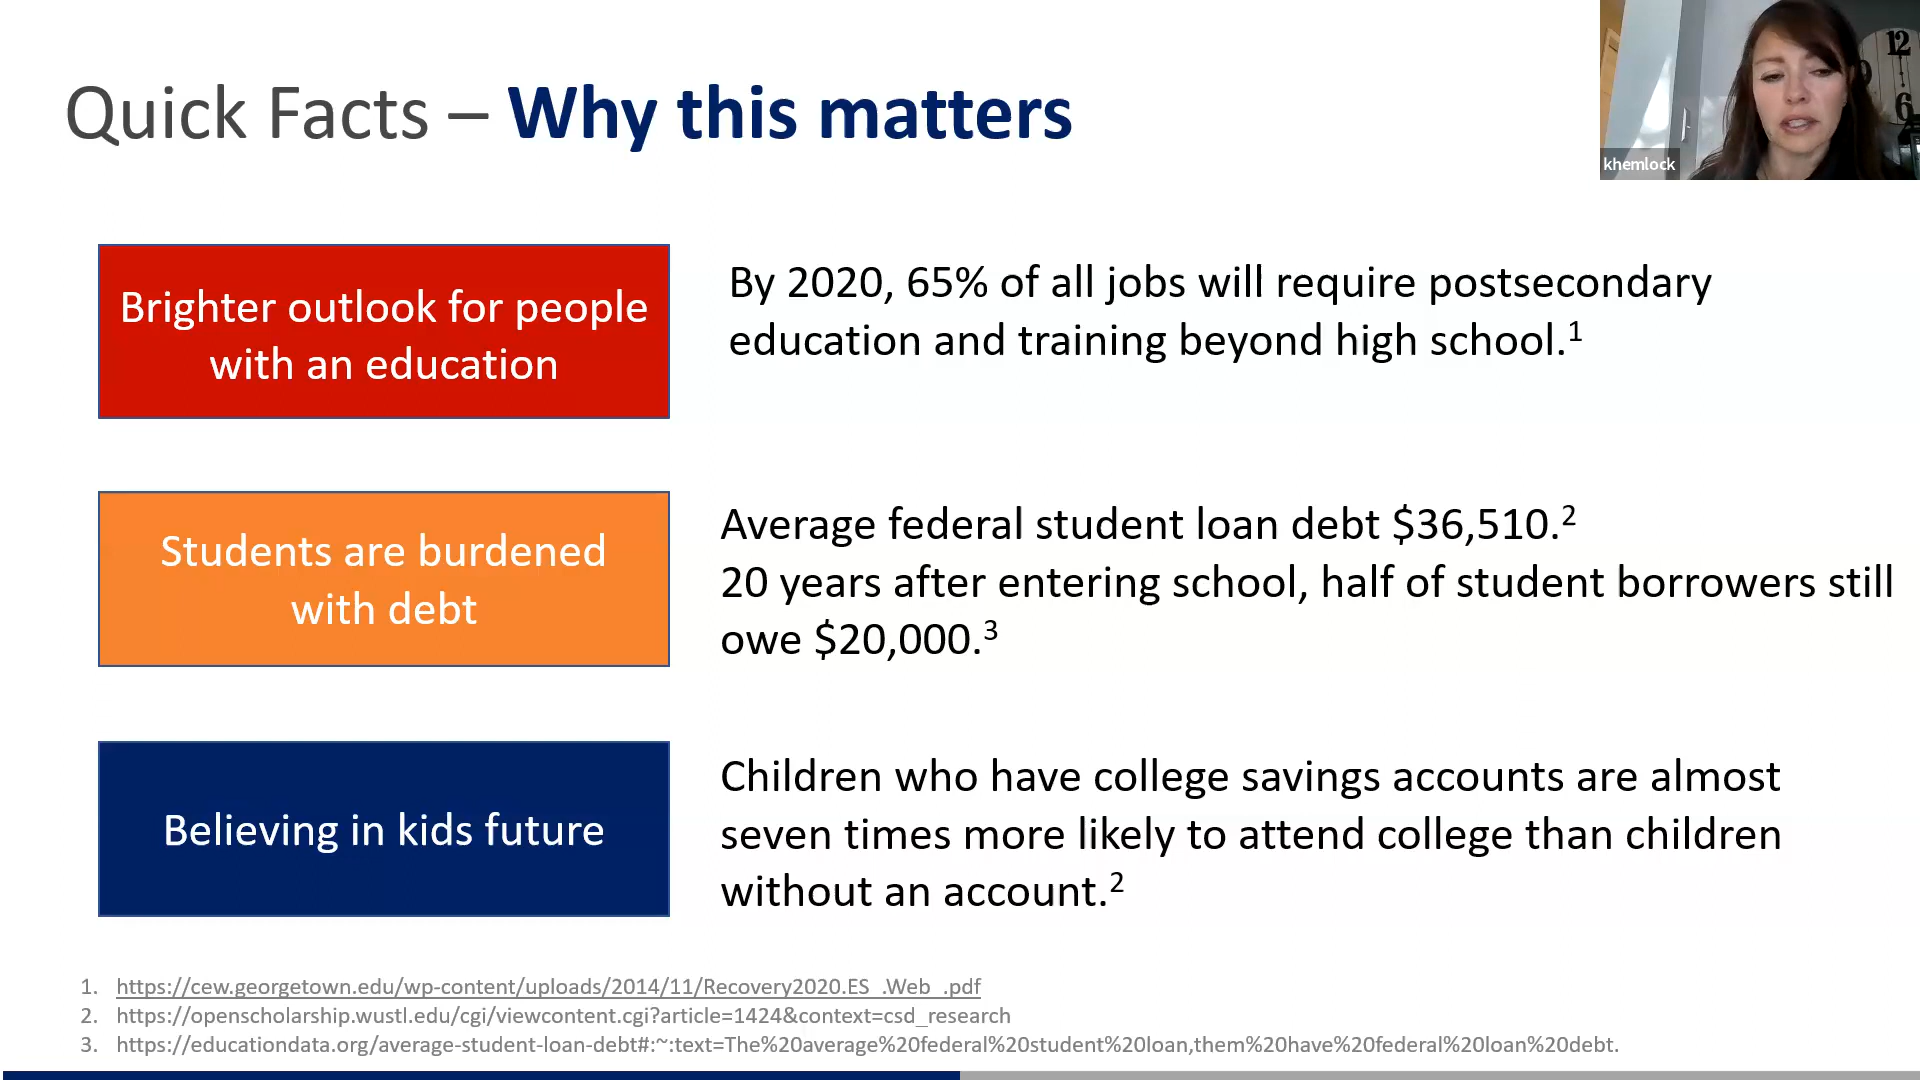 Quick Facts – Why this matters
12
6
khemlock
Brighter outlook for people
with an education
By 2020, 65% of all jobs will require postsecondary
education and training beyond high school.1
Students are burdened
with debt
Average federal student loan debt $36,510.2
20 years after entering school, half of student borrowers still
owe $20,000.3
Believing in kids future
Children who have college savings accounts are almost
seven times more likely to attend college than children
without an account.2
1. https://cew.georgetown.edu/wp-content/uploads/2014/11/Recovery2020.ES_.Web_.pdf
2. https://openscholarship.wustl.edu/cgi/viewcontent.cgi?article=1424&context=csd_research
3. https://educationdata.org/average-student-loan-debt#:~:text=The%20average%20federal%20student%20loan,them%20have%20federal%20loan%20debt.